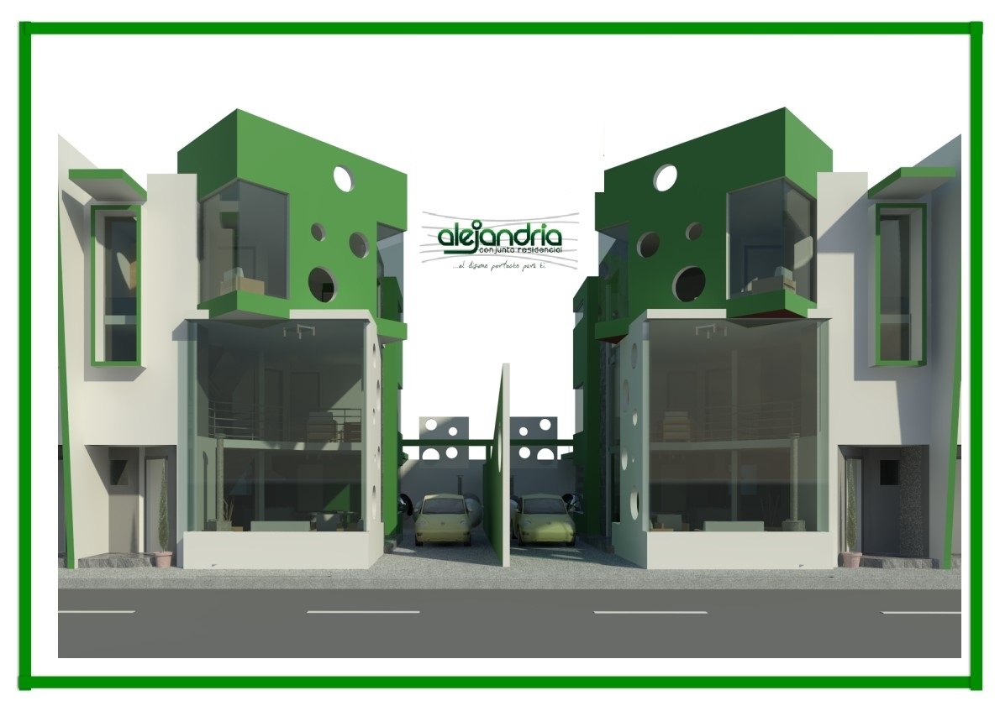 alejandria
conjunto residencial
...el diseño perfecto para ti.